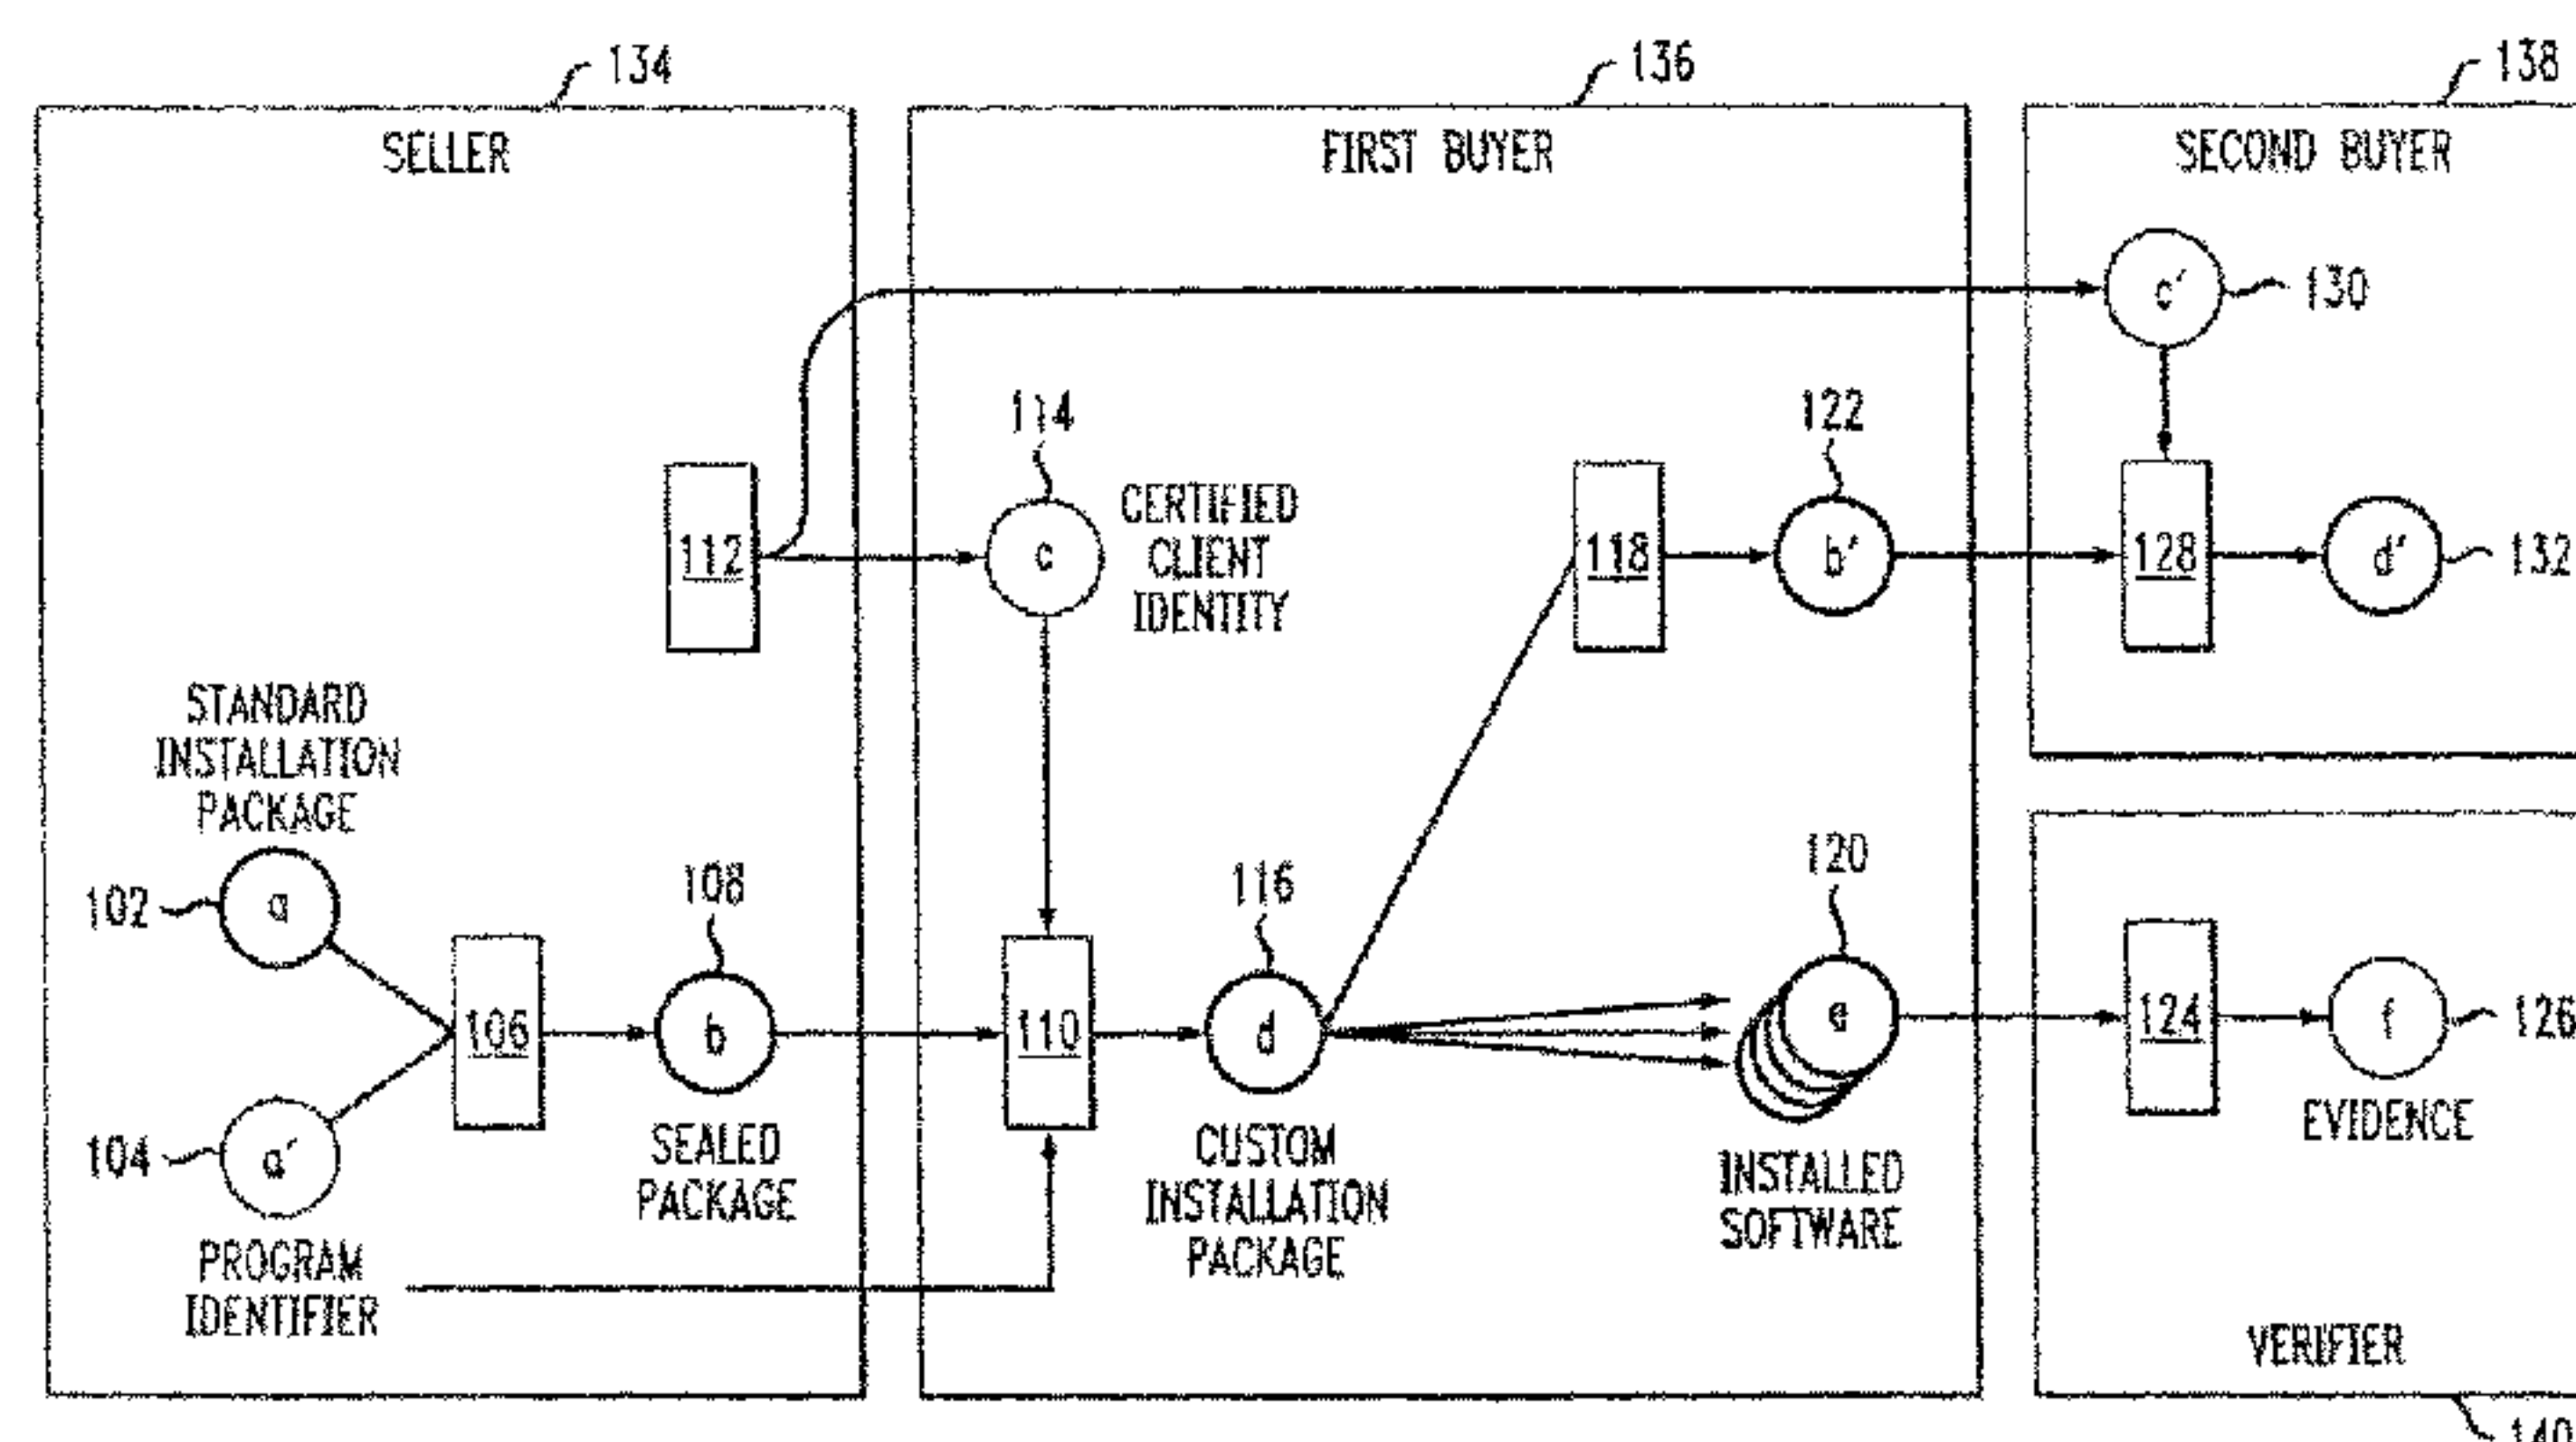 134
136
138
SELLER
FIRST BUYER
SECOND BUYER
c′
130
114
122
CERTIFIED
CLIENT
IDENTITY
112
c
118
b′
128
d′
132
STANDARD
INSTALLATION
PACKAGE
102
a
108
116
120
106
b
110
d
e
124
f
126
EVIDENCE
104
a′
SEALED
PACKAGE
CUSTOM
INSTALLATION
PACKAGE
INSTALLED
SOFTWARE
PROGRAM
IDENTIFIER
VERIFIER
140